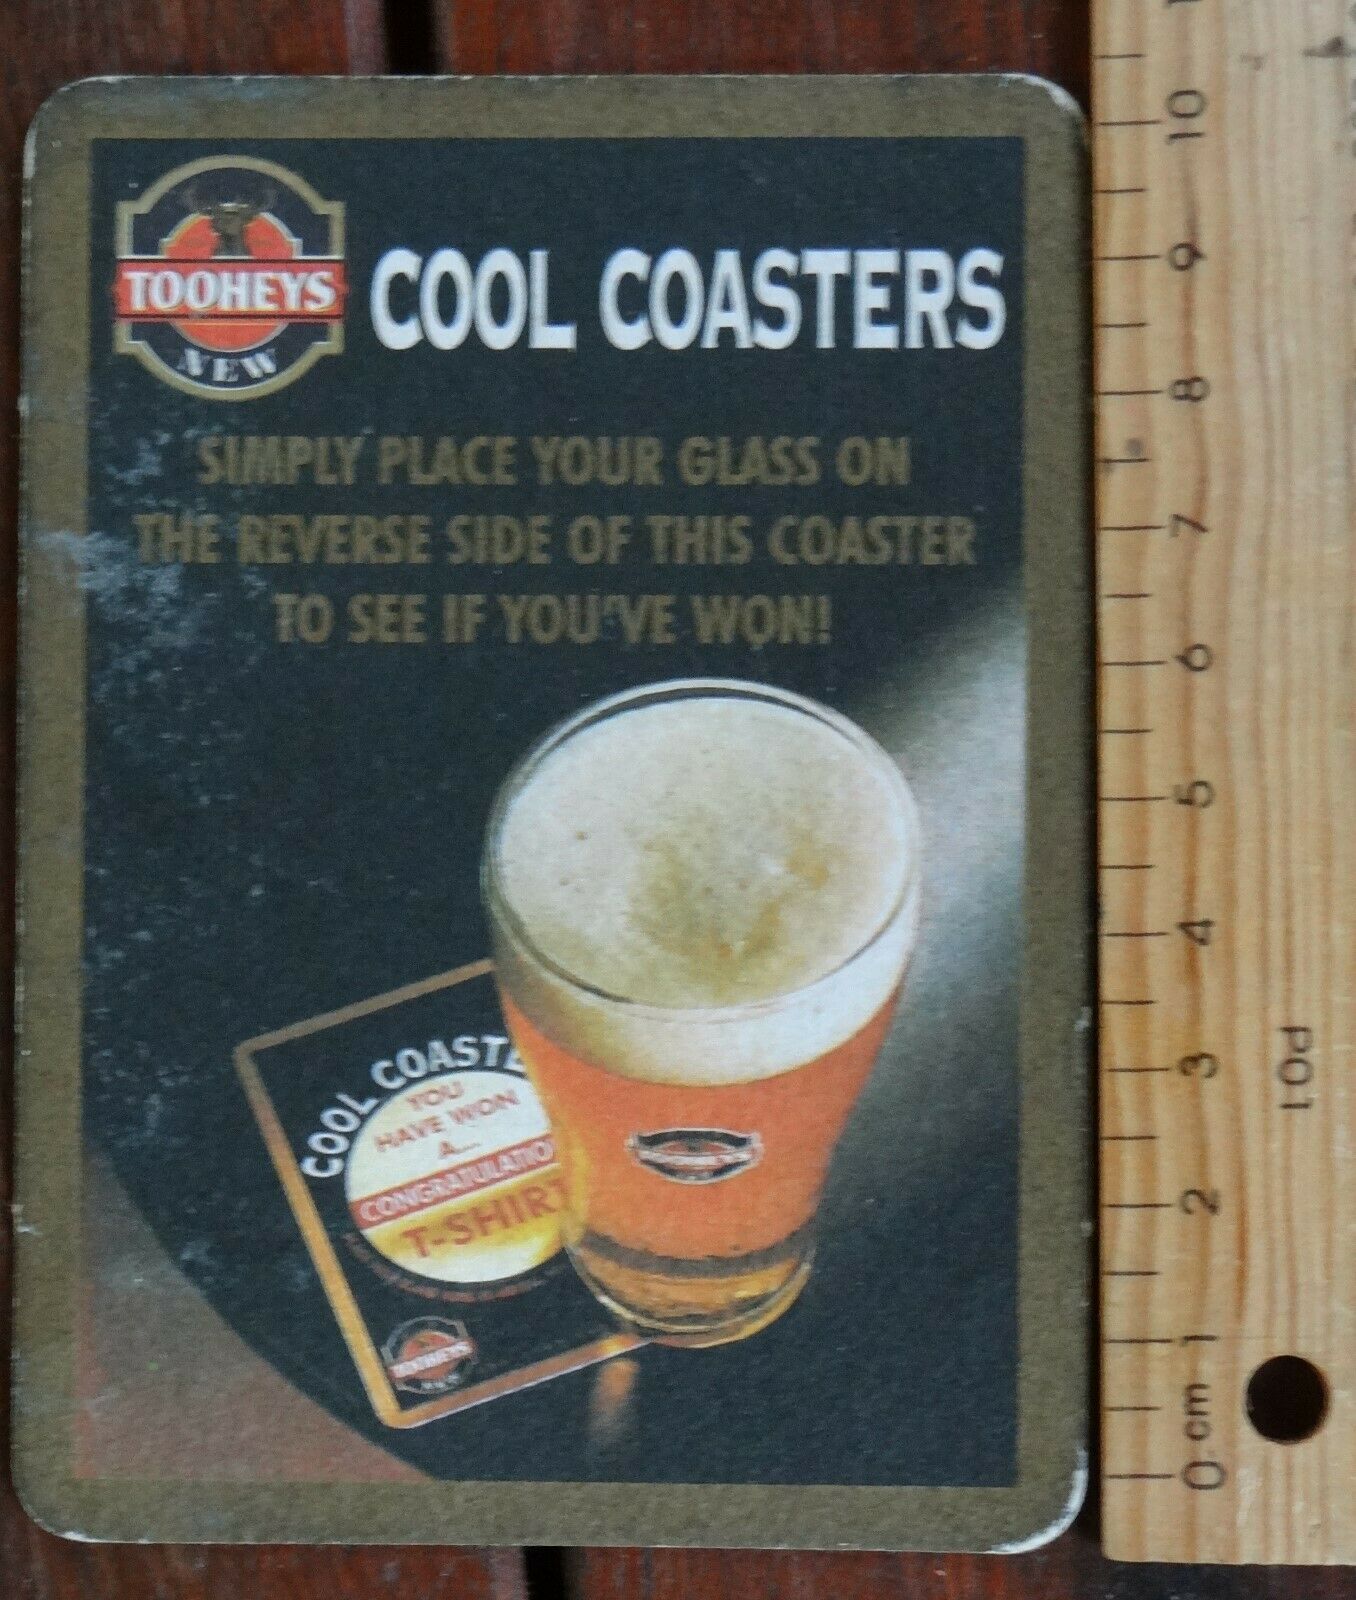 TOOHEYS
NEW
COOL COASTERS
SIMPLY PLACE YOUR GLASS ON
THE REVERSE SIDE OF THIS COASTER
TO SEE IF YOU'VE WON!
COOL COASTE
YOU
HAVE WON
A...
CONGRATULATIO
T-SHIRT
TOOHEYS
NEW
10
9
8
7
6
5
4
3
2
1
0 cm
P01